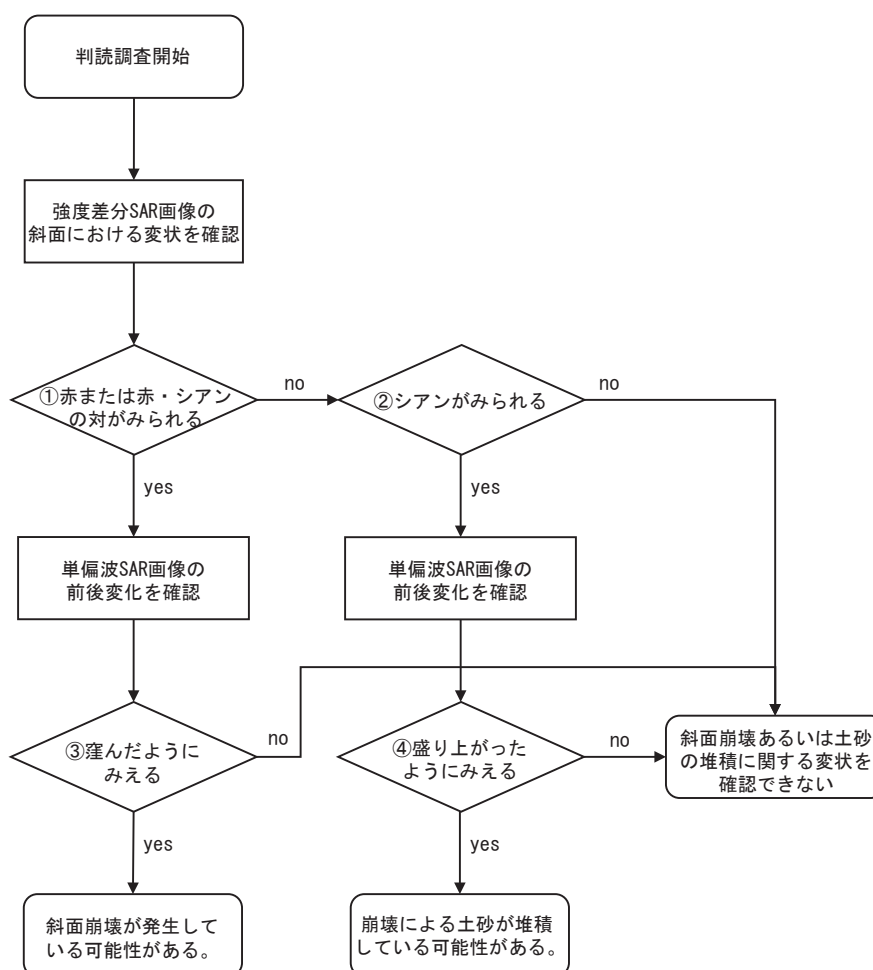 判読調査開始
強度差分SAR画像の
斜面における変状を確認
①赤または赤・シアン
の対がみられる
no
②シアンがみられる
no
yes
yes
単偏波SAR画像の
前後変化を確認
単偏波SAR画像の
前後変化を確認
③窪んだように
みえる
no
④盛り上がった
ようにみえる
no
斜面崩壊あるいは土砂
の堆積に関する変状を
確認できない
yes
yes
斜面崩壊が発生して
いる可能性がある。
崩壊による土砂が堆積
している可能性がある。